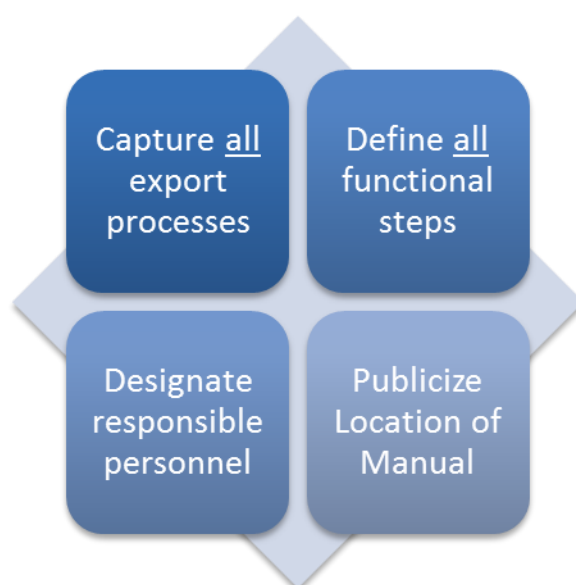 Capture all
export
processes
Define all
functional
steps
Designate
responsible
personnel
Publicize
Location of
Manual